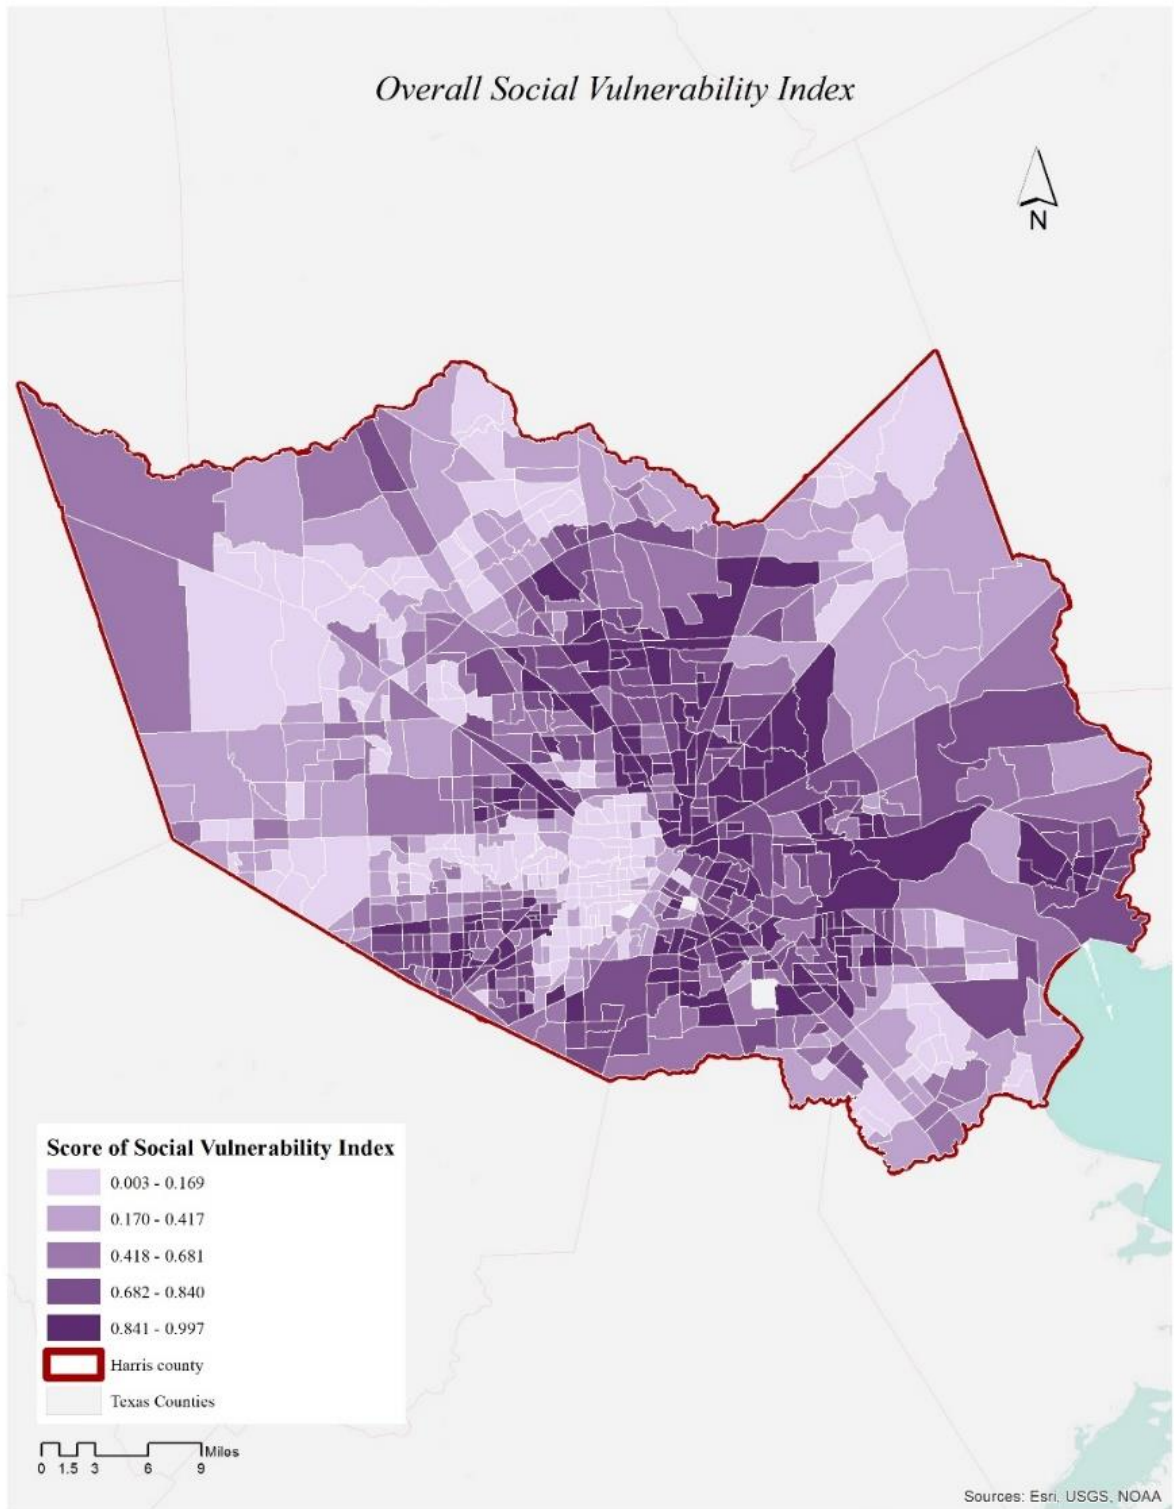 Overall Social Vulnerability Index
N
Score of Social Vulnerability Index
0.003 - 0.169
0.170 - 0.417
0.418 - 0.681
0.682 - 0.840
0.841 - 0.997
Harris county
Texas Counties
Miles
0 1.5 3 6 9
Sources: Esri, USGS, NOAA